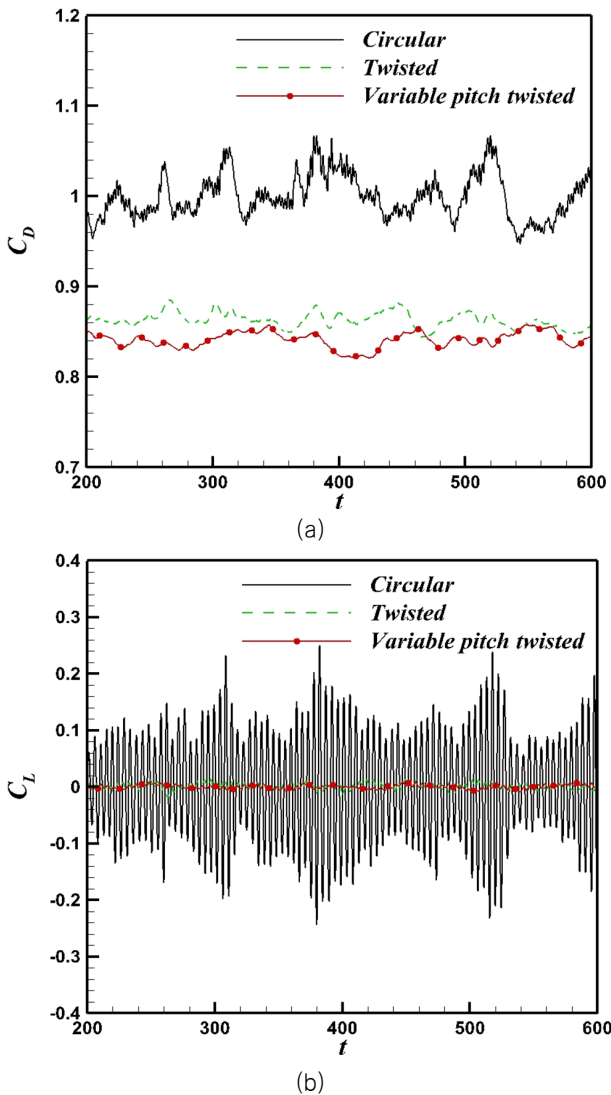 1.2
Circular
Twisted
Variable pitch twisted
1.1
1
C_D
0.9
0.8
0.7
200 300 400 500 600
t
(a)
0.4
Circular
0.3
Twisted
Variable pitch twisted
0.2
0.1
C_L
0
-0.1
-0.2
-0.3
-0.4
200 300 400 500 600
t
(b)